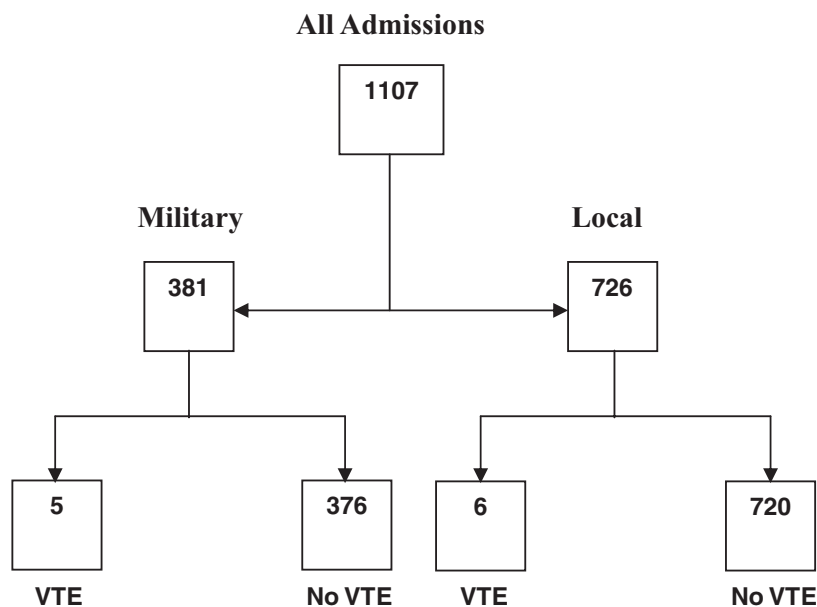 All Admissions
1107
Military Local
381 726
5 376 6 720
VTE No VTE VTE No VTE